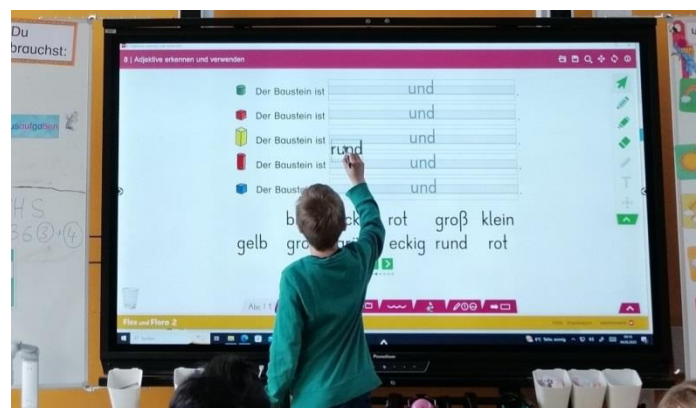 Du
brauchst:
8 | Adjektive erkennen und verwenden
Der Baustein ist und .
Der Baustein ist und .
Der Baustein ist und .
rund
Der Baustein ist und .
und .
rot groß klein
gelb eckig rund rot
Flex und Flora 2
Promethean